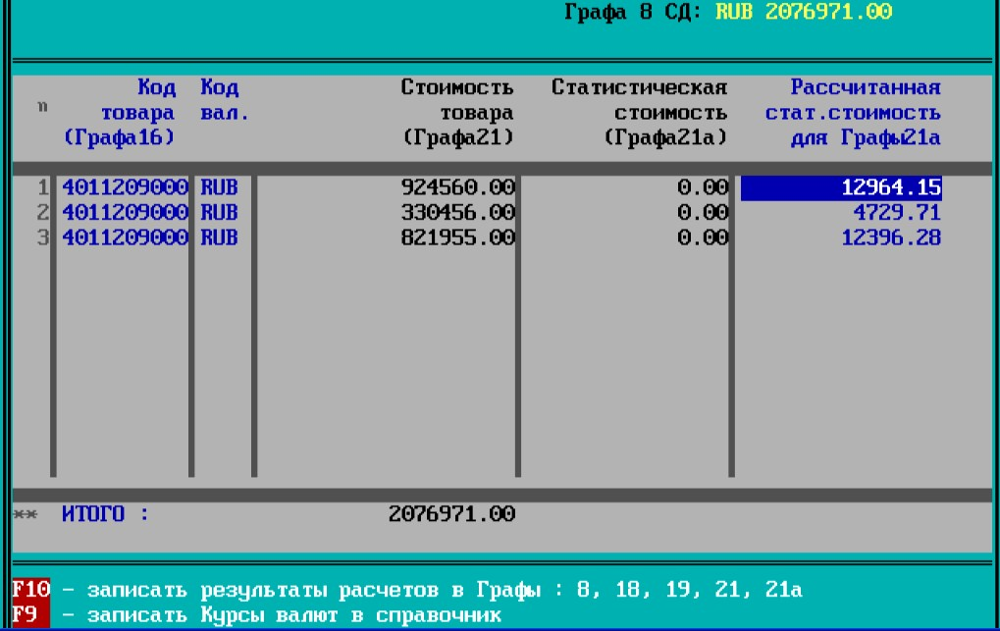 Графа 8 СД: RUB 2076971.00
n Код товара (Графа16) Код вал. Стоимость товара (Графа21) Статистическая стоимость (Графа21а) Рассчитанная стат.стоимость для Графы21а
1 4011209000 RUB 924560.00 0.00 12964.15
2 4011209000 RUB 330456.00 0.00 4729.71
3 4011209000 RUB 821955.00 0.00 12396.28
** ИТОГО : 2076971.00
F10 - записать результаты расчетов в Графы : 8, 18, 19, 21, 21а
F9 - записать Курсы валют в справочник